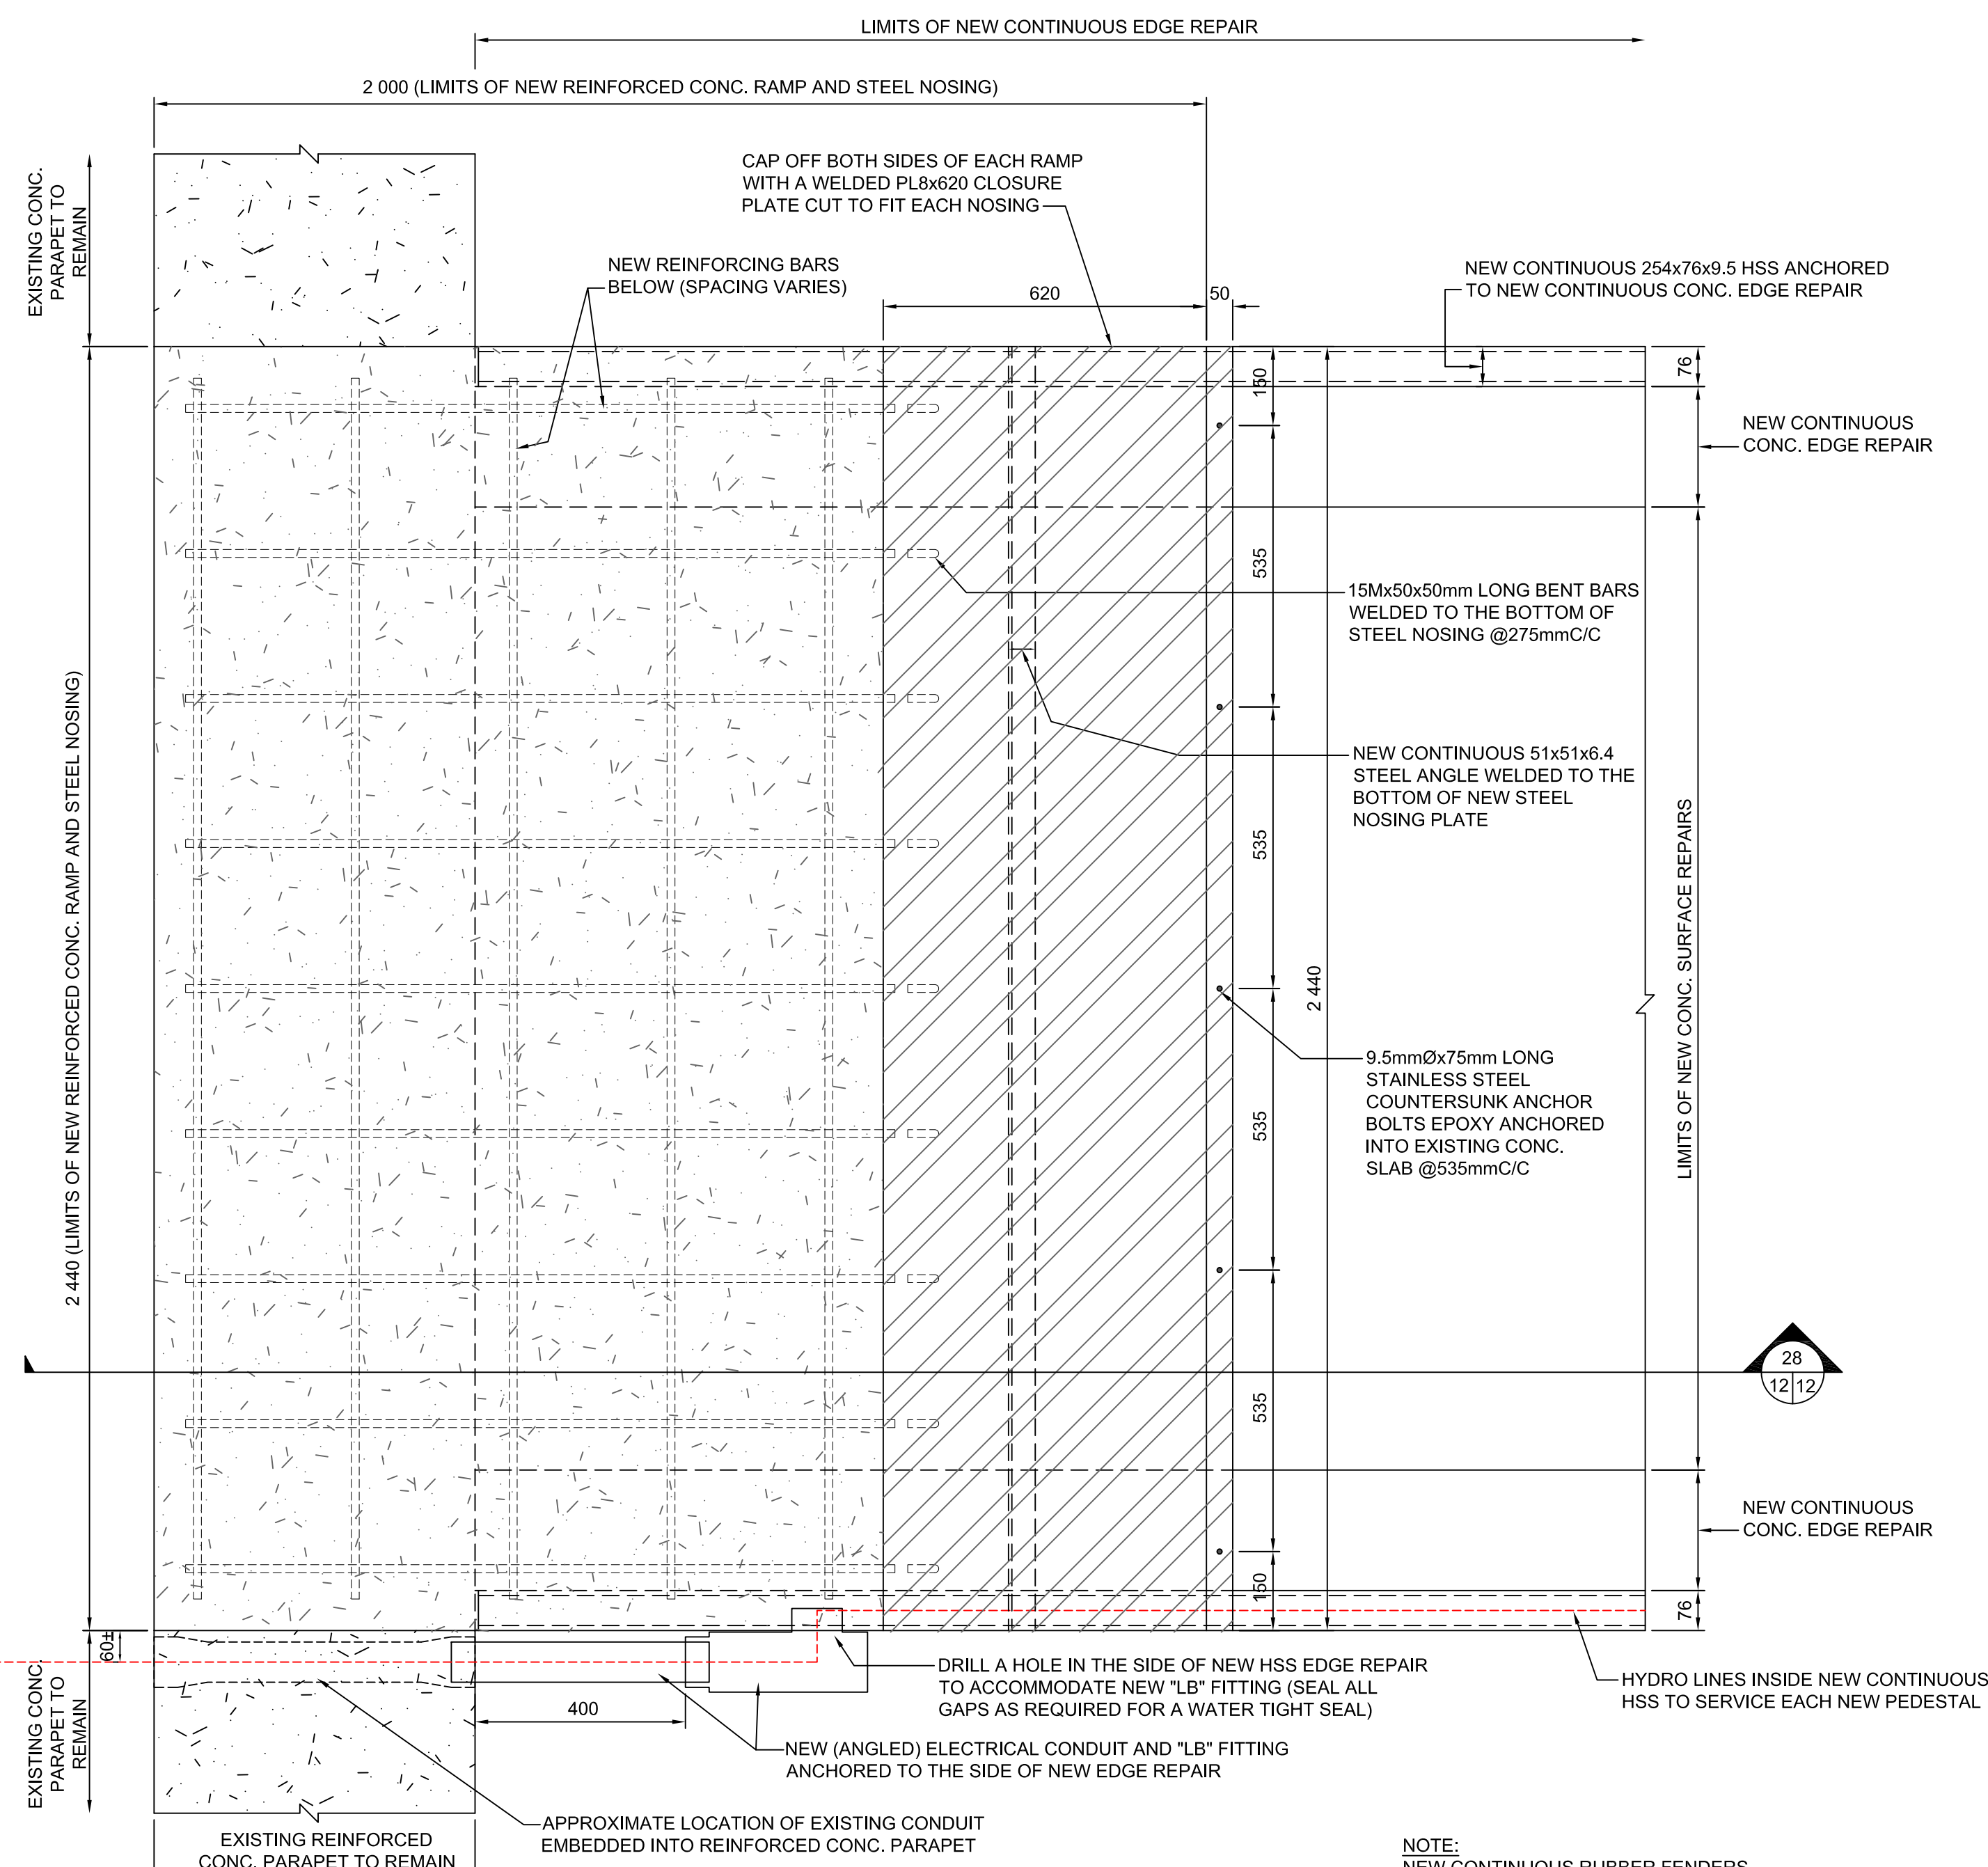 LIMITS OF NEW CONTINUOUS EDGE REPAIR
2 000 (LIMITS OF NEW REINFORCED CONC. RAMP AND STEEL NOSING)
EXISTING CONC.
PARAPET TO
REMAIN
CAP OFF BOTH SIDES OF EACH RAMP
WITH A WELDED PL8x620 CLOSURE
PLATE CUT TO FIT EACH NOSING
NEW REINFORCING BARS
BELOW (SPACING VARIES)
620
50
NEW CONTINUOUS 254x76x9.5 HSS ANCHORED
TO NEW CONTINUOUS CONC. EDGE REPAIR
150
76
NEW CONTINUOUS
CONC. EDGE REPAIR
535
15Mx50x50mm LONG BENT BARS
WELDED TO THE BOTTOM OF
STEEL NOSING @275mmC/C
2 440 (LIMITS OF NEW REINFORCED CONC. RAMP AND STEEL NOSING)
NEW CONTINUOUS 51x51x6.4
STEEL ANGLE WELDED TO THE
BOTTOM OF NEW STEEL
NOSING PLATE
535
LIMITS OF NEW CONC. SURFACE REPAIRS
2 440
9.5mmØx75mm LONG
STAINLESS STEEL
COUNTERSUNK ANCHOR
BOLTS EPOXY ANCHORED
INTO EXISTING CONC.
SLAB @535mmC/C
535
28
12 12
535
NEW CONTINUOUS
CONC. EDGE REPAIR
150
76
60±
EXISTING CONC.
PARAPET TO
REMAIN
DRILL A HOLE IN THE SIDE OF NEW HSS EDGE REPAIR
TO ACCOMMODATE NEW "LB" FITTING (SEAL ALL
GAPS AS REQUIRED FOR A WATER TIGHT SEAL)
HYDRO LINES INSIDE NEW CONTINUOUS
HSS TO SERVICE EACH NEW PEDESTAL
400
NEW (ANGLED) ELECTRICAL CONDUIT AND "LB" FITTING
ANCHORED TO THE SIDE OF NEW EDGE REPAIR
APPROXIMATE LOCATION OF EXISTING CONDUIT
EMBEDDED INTO REINFORCED CONC. PARAPET
EXISTING REINFORCED
CONC. PARAPET TO REMAIN
NOTE:
NEW CONTINUOUS RUBBER FENDERS